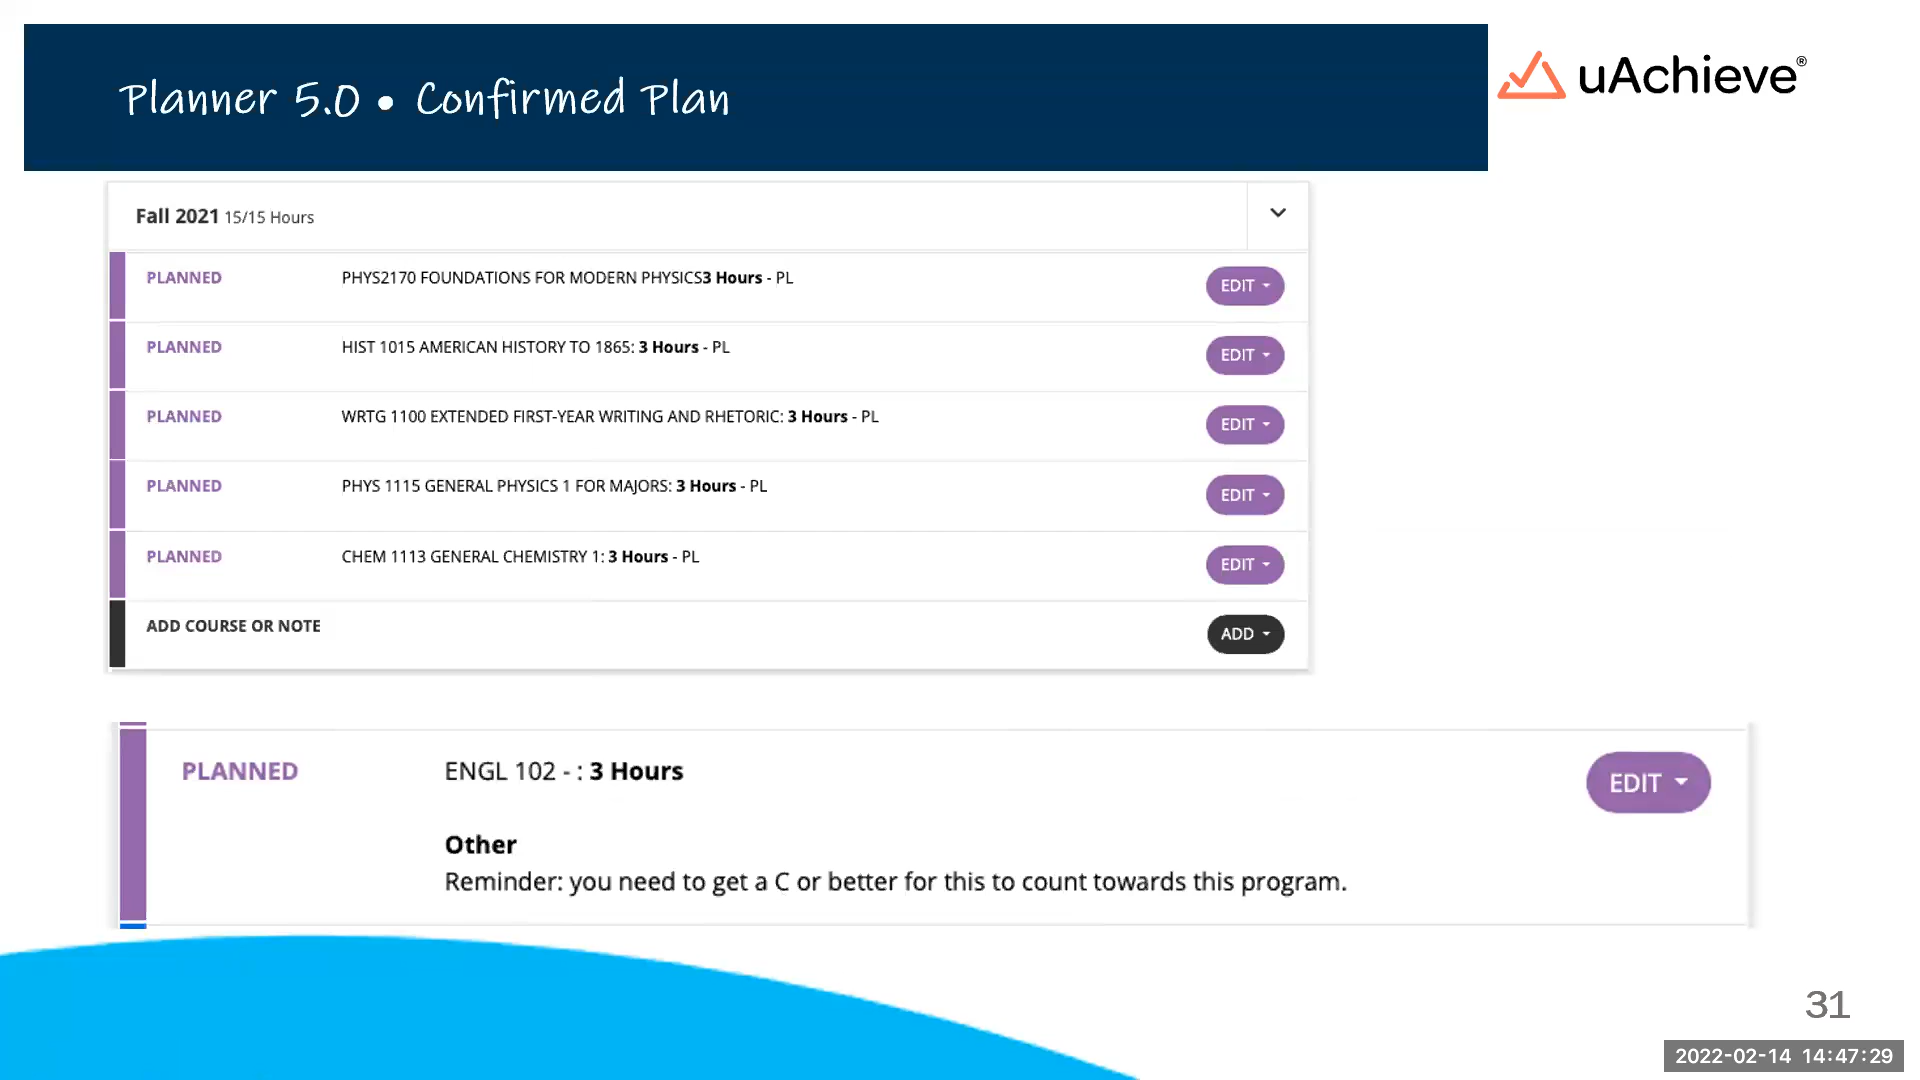 Planner 5.0 • Confirmed Plan
uAchieve®
Fall 2021 15/15 Hours
PLANNED PHYS2170 FOUNDATIONS FOR MODERN PHYSICS3 Hours - PL EDIT
PLANNED HIST 1015 AMERICAN HISTORY TO 1865: 3 Hours - PL EDIT
PLANNED WRTG 1100 EXTENDED FIRST-YEAR WRITING AND RHETORIC: 3 Hours - PL EDIT
PLANNED PHYS 1115 GENERAL PHYSICS 1 FOR MAJORS: 3 Hours - PL EDIT
PLANNED CHEM 1113 GENERAL CHEMISTRY 1: 3 Hours - PL EDIT
ADD COURSE OR NOTE ADD
PLANNED ENGL 102 - : 3 Hours EDIT
Other
Reminder: you need to get a C or better for this to count towards this program.
31
2022-02-14 14:47:29